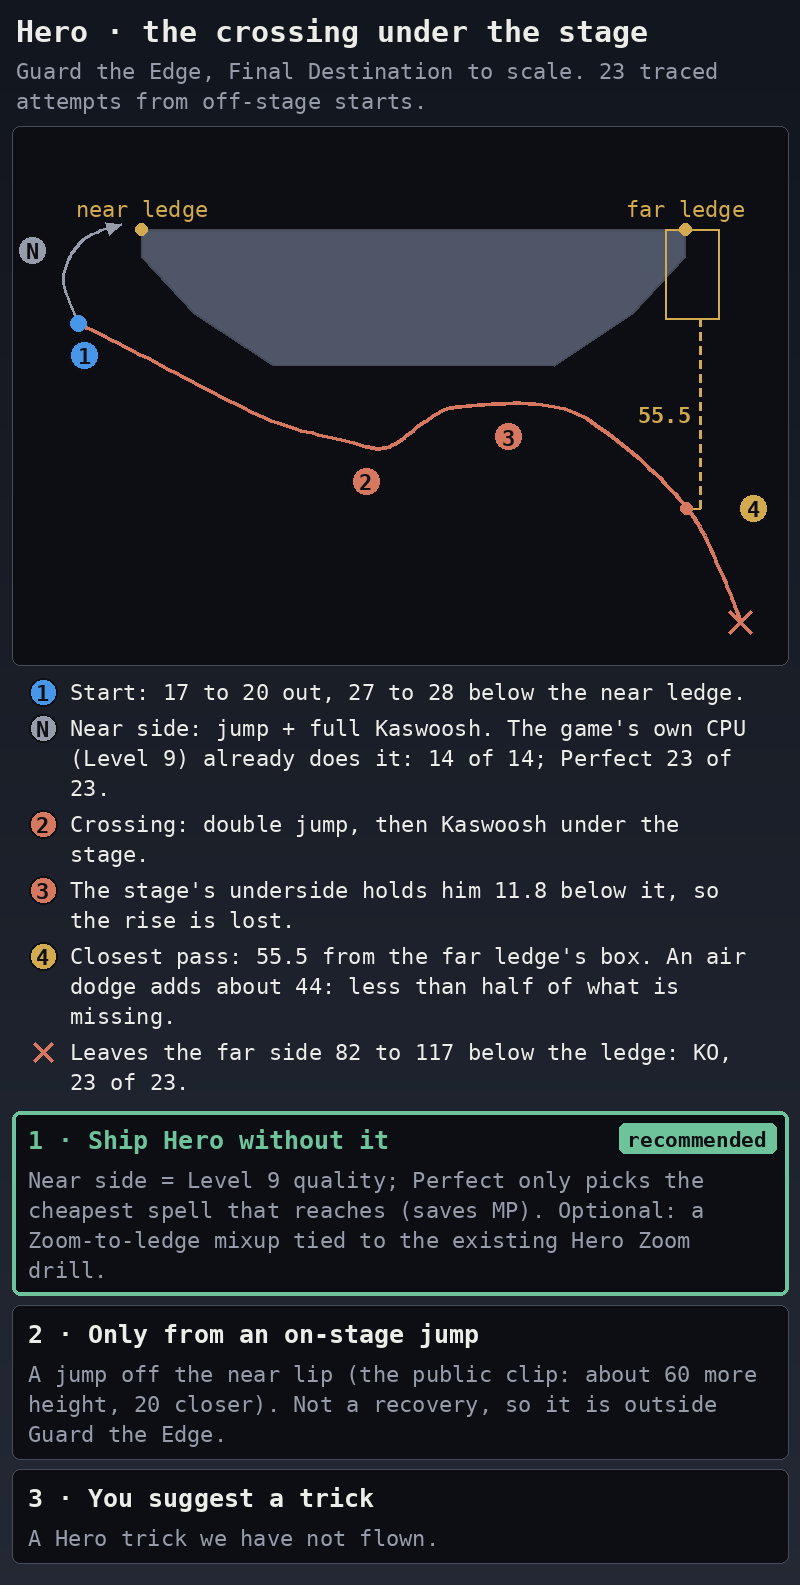 Hero · the crossing under the stage
Guard the Edge, Final Destination to scale. 23 traced
attempts from off-stage starts.
near ledge
far ledge
N
1
55.5
3
2
4
1 Start: 17 to 20 out, 27 to 28 below the near ledge.
N Near side: jump + full Kaswoosh. The game's own CPU
(Level 9) already does it: 14 of 14; Perfect 23 of
23.
2 Crossing: double jump, then Kaswoosh under the
stage.
3 The stage's underside holds him 11.8 below it, so
the rise is lost.
4 Closest pass: 55.5 from the far ledge's box. An air
dodge adds about 44: less than half of what is
missing.
Leaves the far side 82 to 117 below the ledge: KO,
23 of 23.
1 · Ship Hero without it
recommended
Near side = Level 9 quality; Perfect only picks the
cheapest spell that reaches (saves MP). Optional: a
Zoom-to-ledge mixup tied to the existing Hero Zoom
drill.
2 · Only from an on-stage jump
A jump off the near lip (the public clip: about 60 more
height, 20 closer). Not a recovery, so it is outside
Guard the Edge.
3 · You suggest a trick
A Hero trick we have not flown.